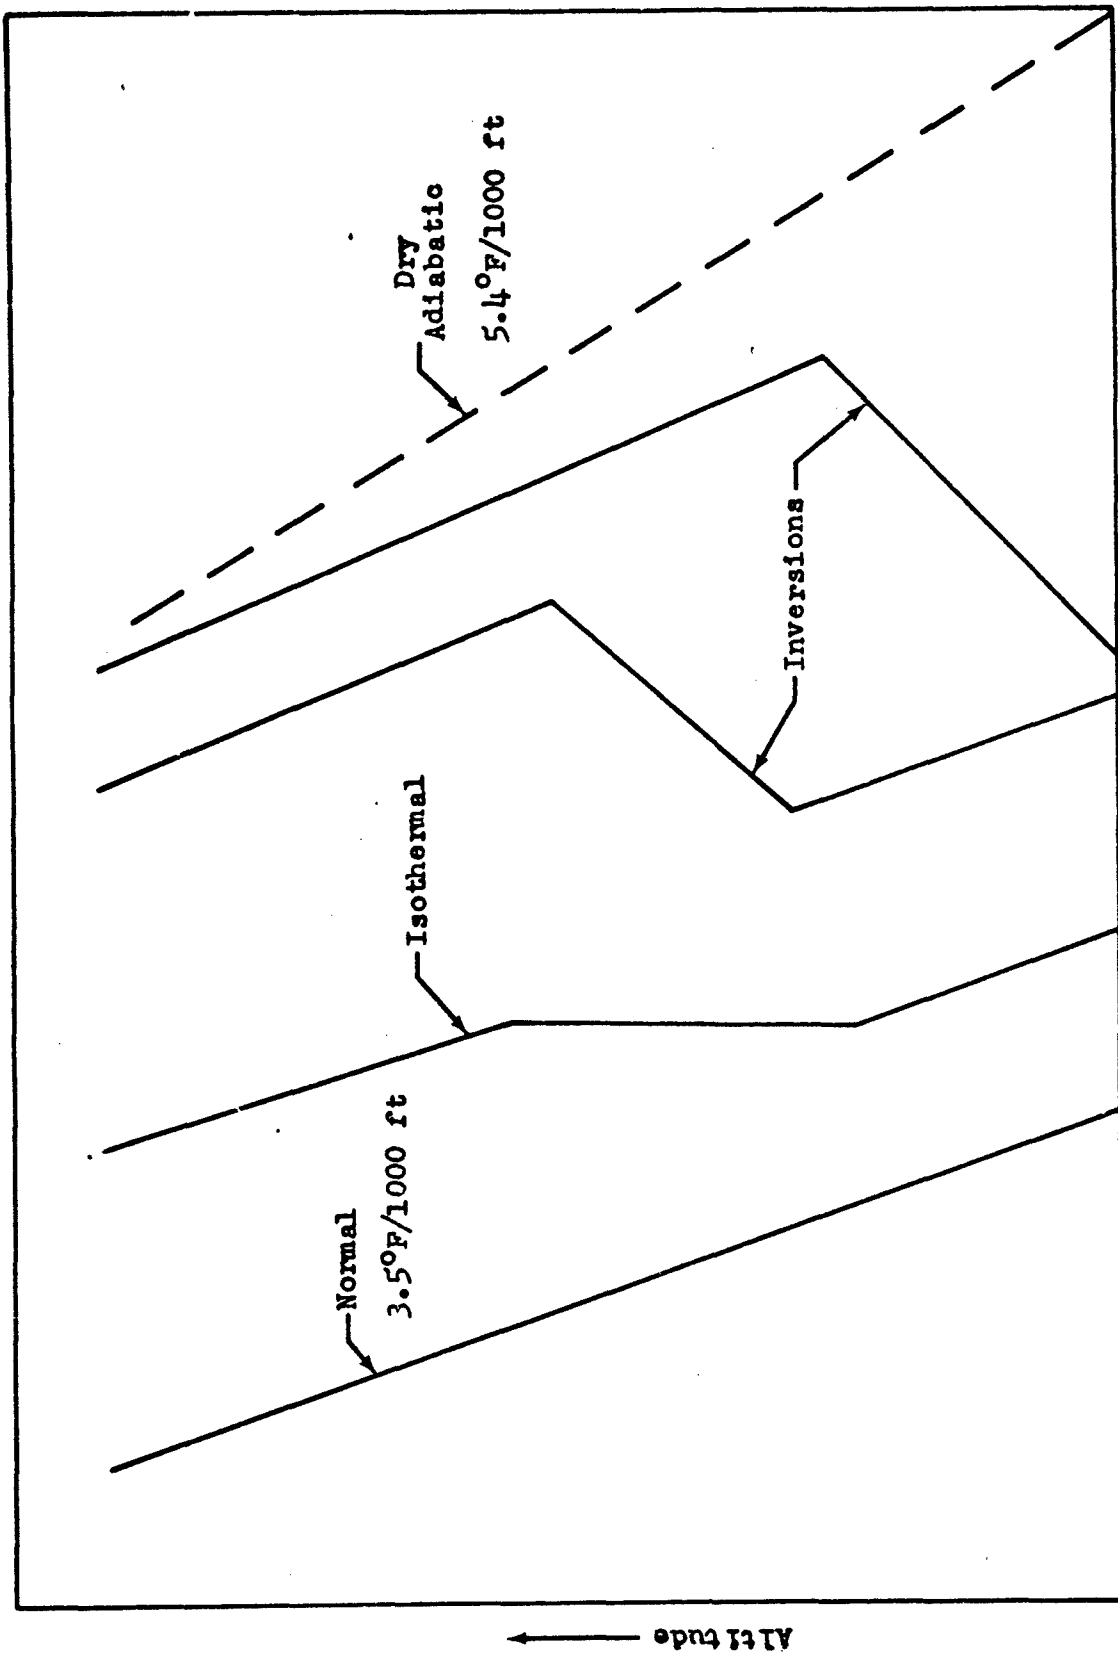 Dry
Adiabatic
5.4°F/1000 ft
Isothermal
Normal
3.5°F/1000 ft
Inversions
Altitude